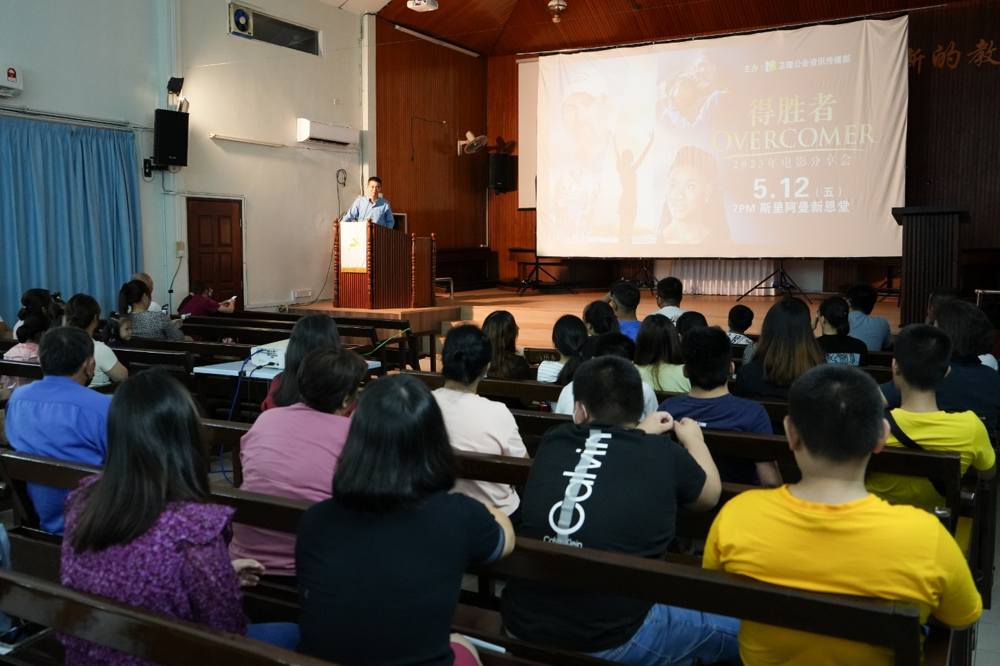 主办：卫理公会资讯传播部
新的教
得胜者
OVERCOMER
2023年电影分享会
5.12（五）
7PM 斯里阿曼新恩堂
Calvin
Calvin Klein